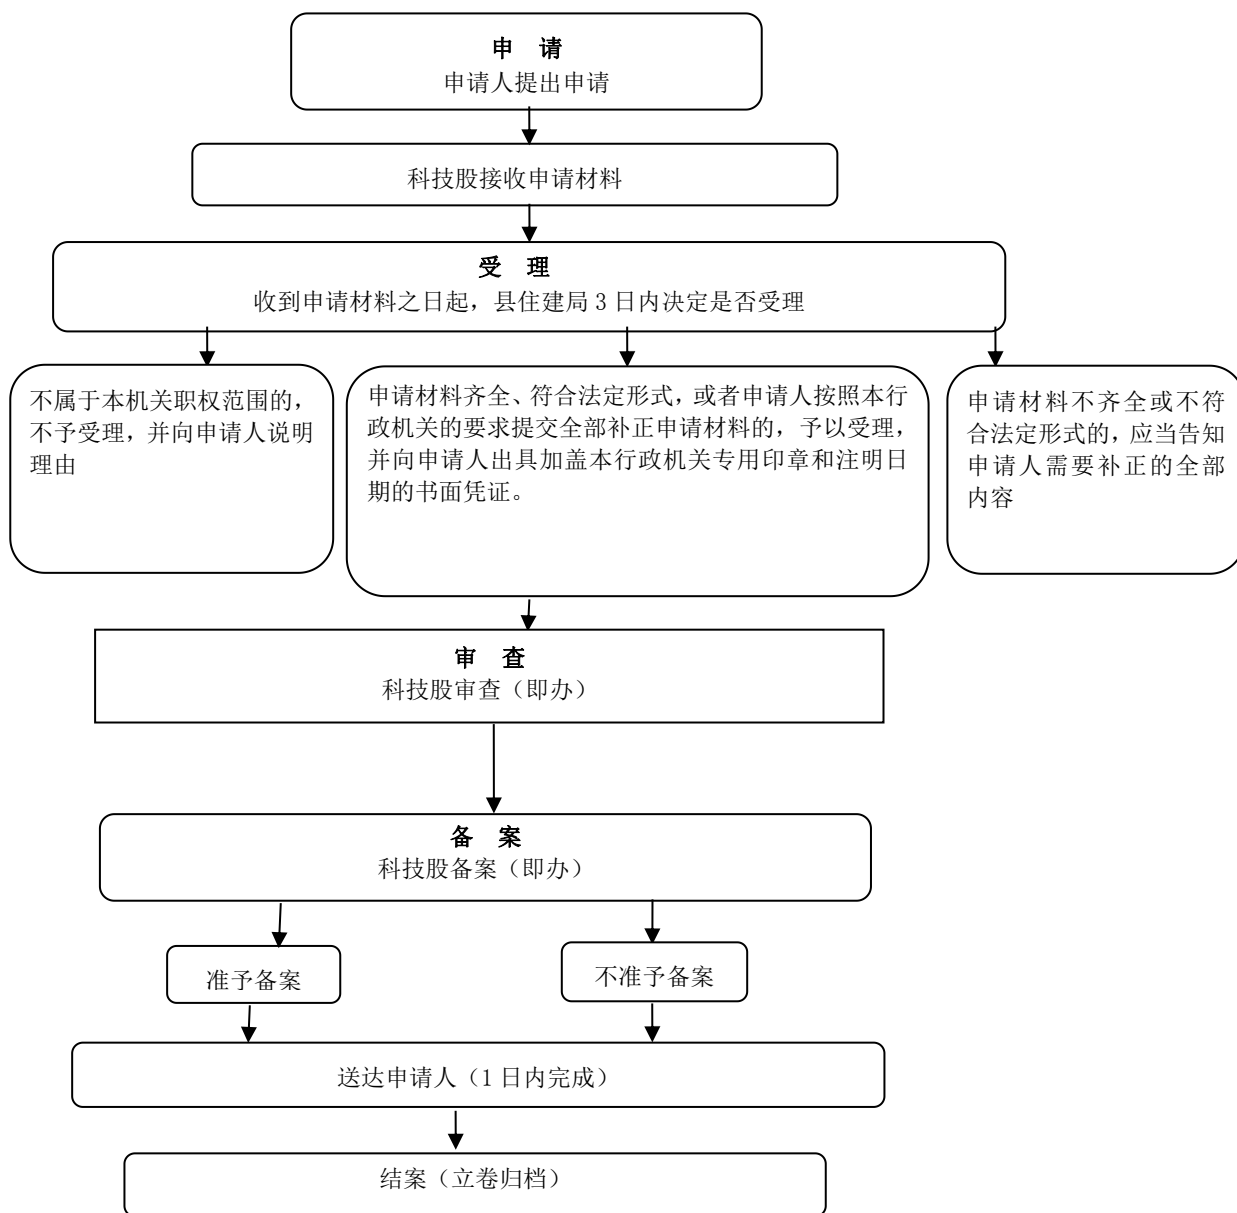 申 请
申请人提出申请
科技股接收申请材料
受 理
收到申请材料之日起，县住建局 3 日内决定是否受理
不属于本机关职权范围的，
不予受理，并向申请人说明
理由
申请材料齐全、符合法定形式，或者申请人按照本行
政机关的要求提交全部补正申请材料的，予以受理，
并向申请人出具加盖本行政机关专用印章和注明日
期的书面凭证。
申请材料不齐全或不符
合法定形式的，应当告知
申请人需要补正的全部
内容
审 查
科技股审查（即办）
备 案
科技股备案（即办）
准予备案
不准予备案
送达申请人（1 日内完成）
结案（立卷归档）